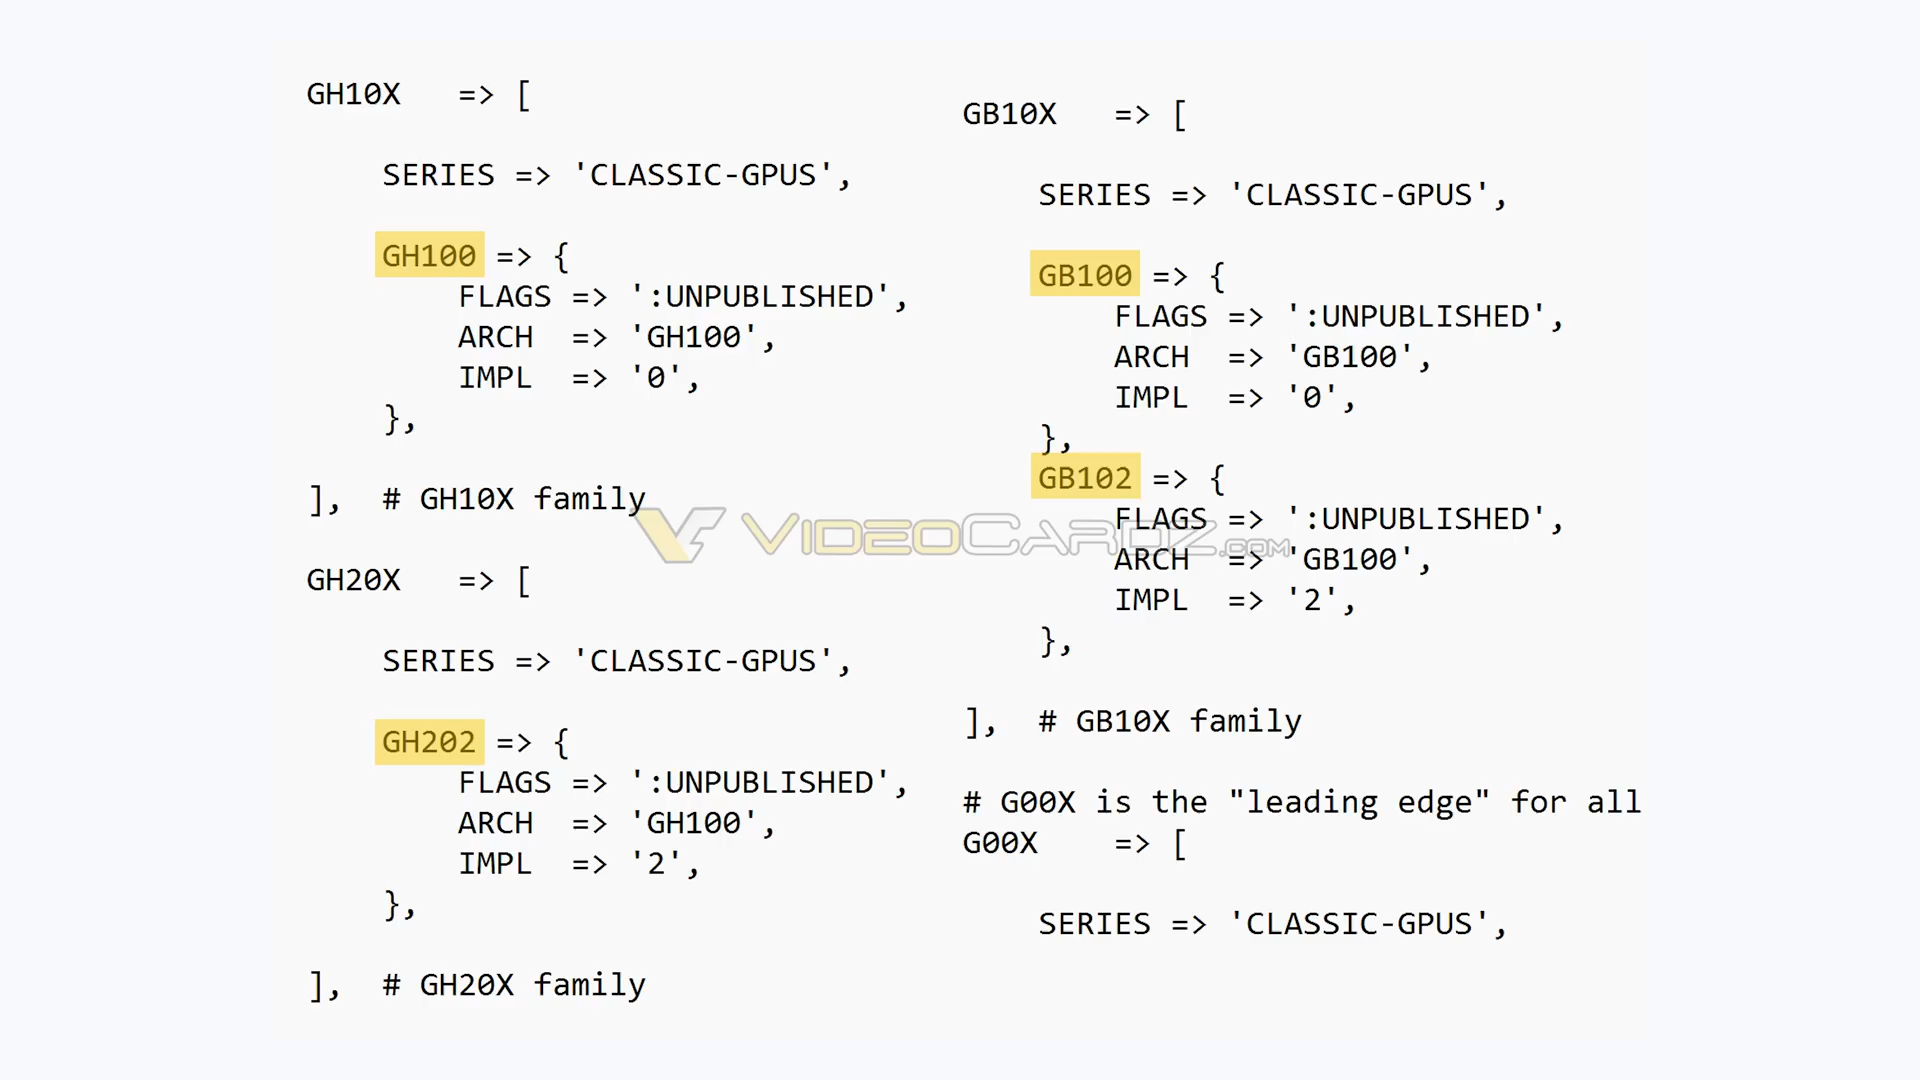 GH10X   => [
SERIES => 'CLASSIC-GPUS',
GH100 => {
FLAGS => ':UNPUBLISHED',
ARCH  => 'GH100',
IMPL  => '0',
},
],  # GH10X family
GH20X   => [
SERIES => 'CLASSIC-GPUS',
GH202 => {
FLAGS => ':UNPUBLISHED',
ARCH  => 'GH100',
IMPL  => '2',
},
],  # GH20X family
GB10X   => [
SERIES => 'CLASSIC-GPUS',
GB100 => {
FLAGS => ':UNPUBLISHED',
ARCH  => 'GB100',
IMPL  => '0',
},
GB102 => {
FLAGS => ':UNPUBLISHED',
ARCH  => 'GB100',
IMPL  => '2',
},
],  # GB10X family
# G00X is the "leading edge" for all
G00X    => [
SERIES => 'CLASSIC-GPUS',
VIDEOCARDZ.COM